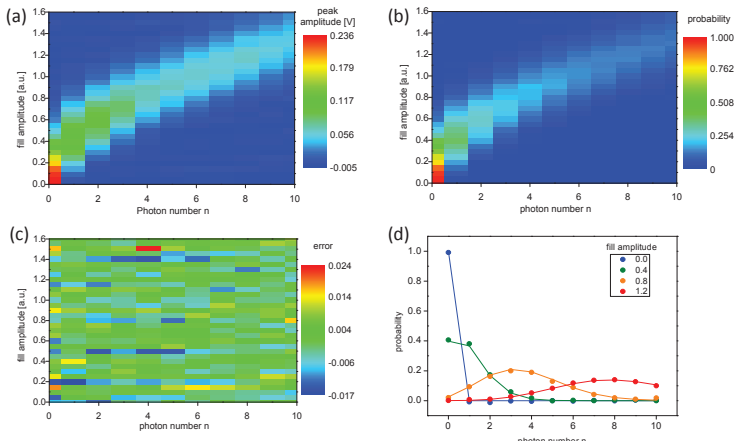 (a)
fill amplitude [a.u.]
1.6
1.4
1.2
1.0
0.8
0.6
0.4
0.2
0.0
0 2 4 6 8 10
Photon number n
peak
amplitude [V]
0.236
0.179
0.117
0.056
-0.005
(b)
fill amplitude [a.u.]
1.6
1.4
1.2
1.0
0.8
0.6
0.4
0.2
0.0
0 2 4 6 8 10
photon number n
probability
1.000
0.762
0.508
0.254
0
(c)
fill amplitude [a.u.]
1.6
1.4
1.2
1.0
0.8
0.6
0.4
0.2
0.0
0 2 4 6 8 10
photon number n
error
0.024
0.014
0.004
-0.006
-0.017
(d)
probability
1.0
0.8
0.6
0.4
0.2
0.0
0 2 4 6 8 10
photon number n
fill amplitude
0.0
0.4
0.8
1.2